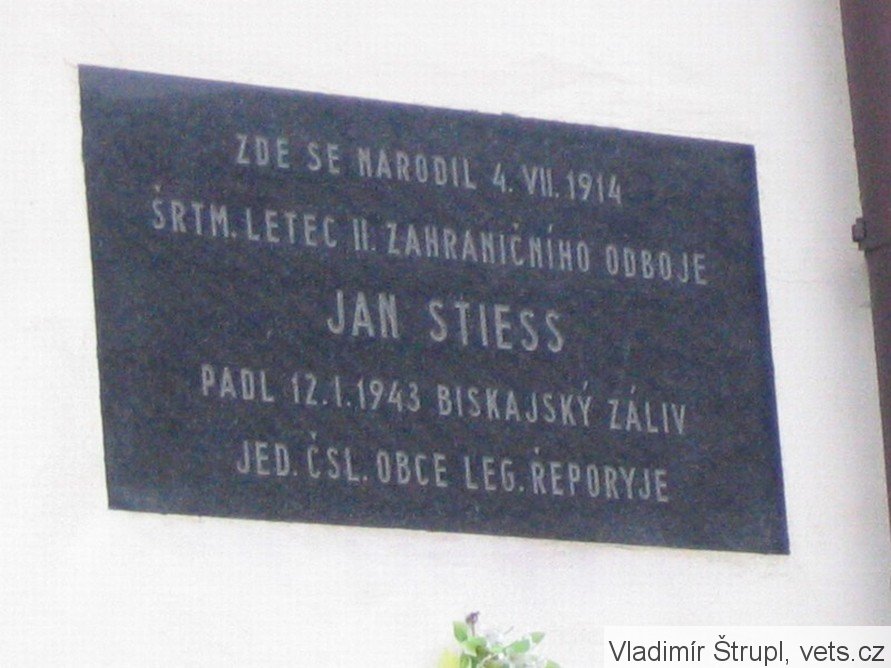 ZDE SE NARODIL 4. VII. 1914
ŠRTM. LETEC II. ZAHRANIČNÍHO ODBOJE
JAN STIESS
PADL 12. I. 1943 BISKAJSKÝ ZÁLIV
JED. ČSL. OBCE LEG. ŘEPORYJE
Vladimír Štrupl, vets.cz